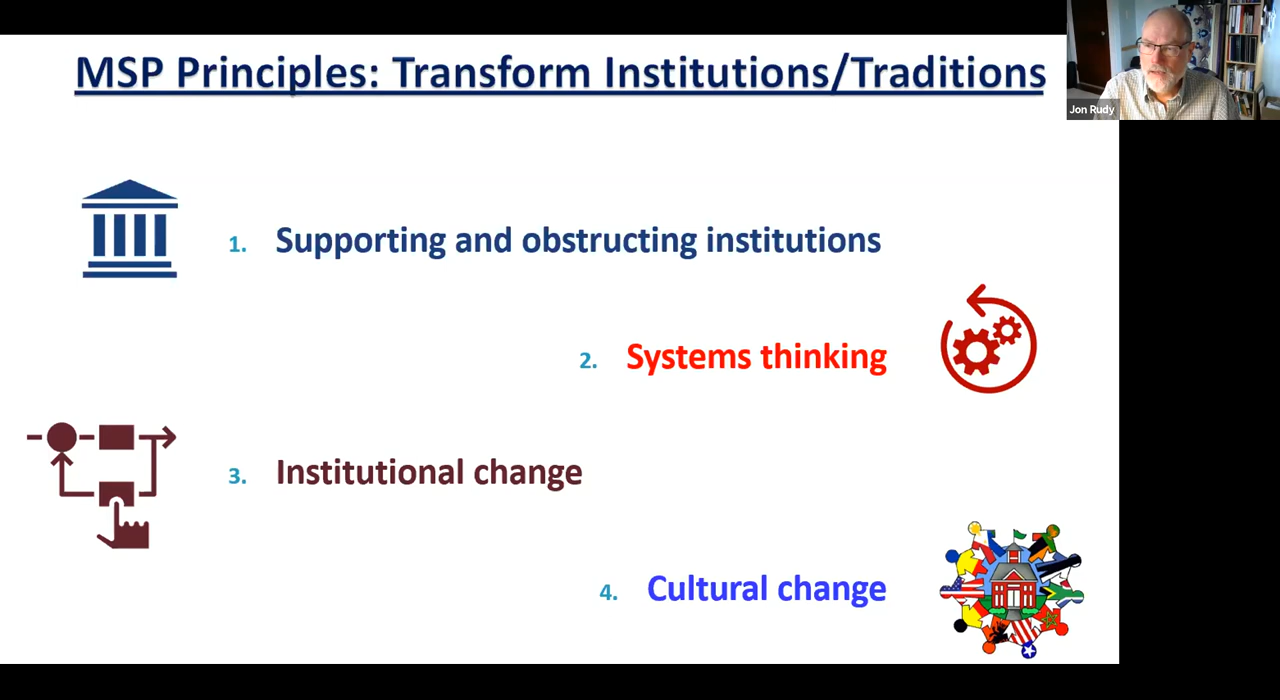 MSP Principles: Transform Institutions/Traditions
Jon Rudy
1. Supporting and obstructing institutions
2. Systems thinking
3. Institutional change
4. Cultural change